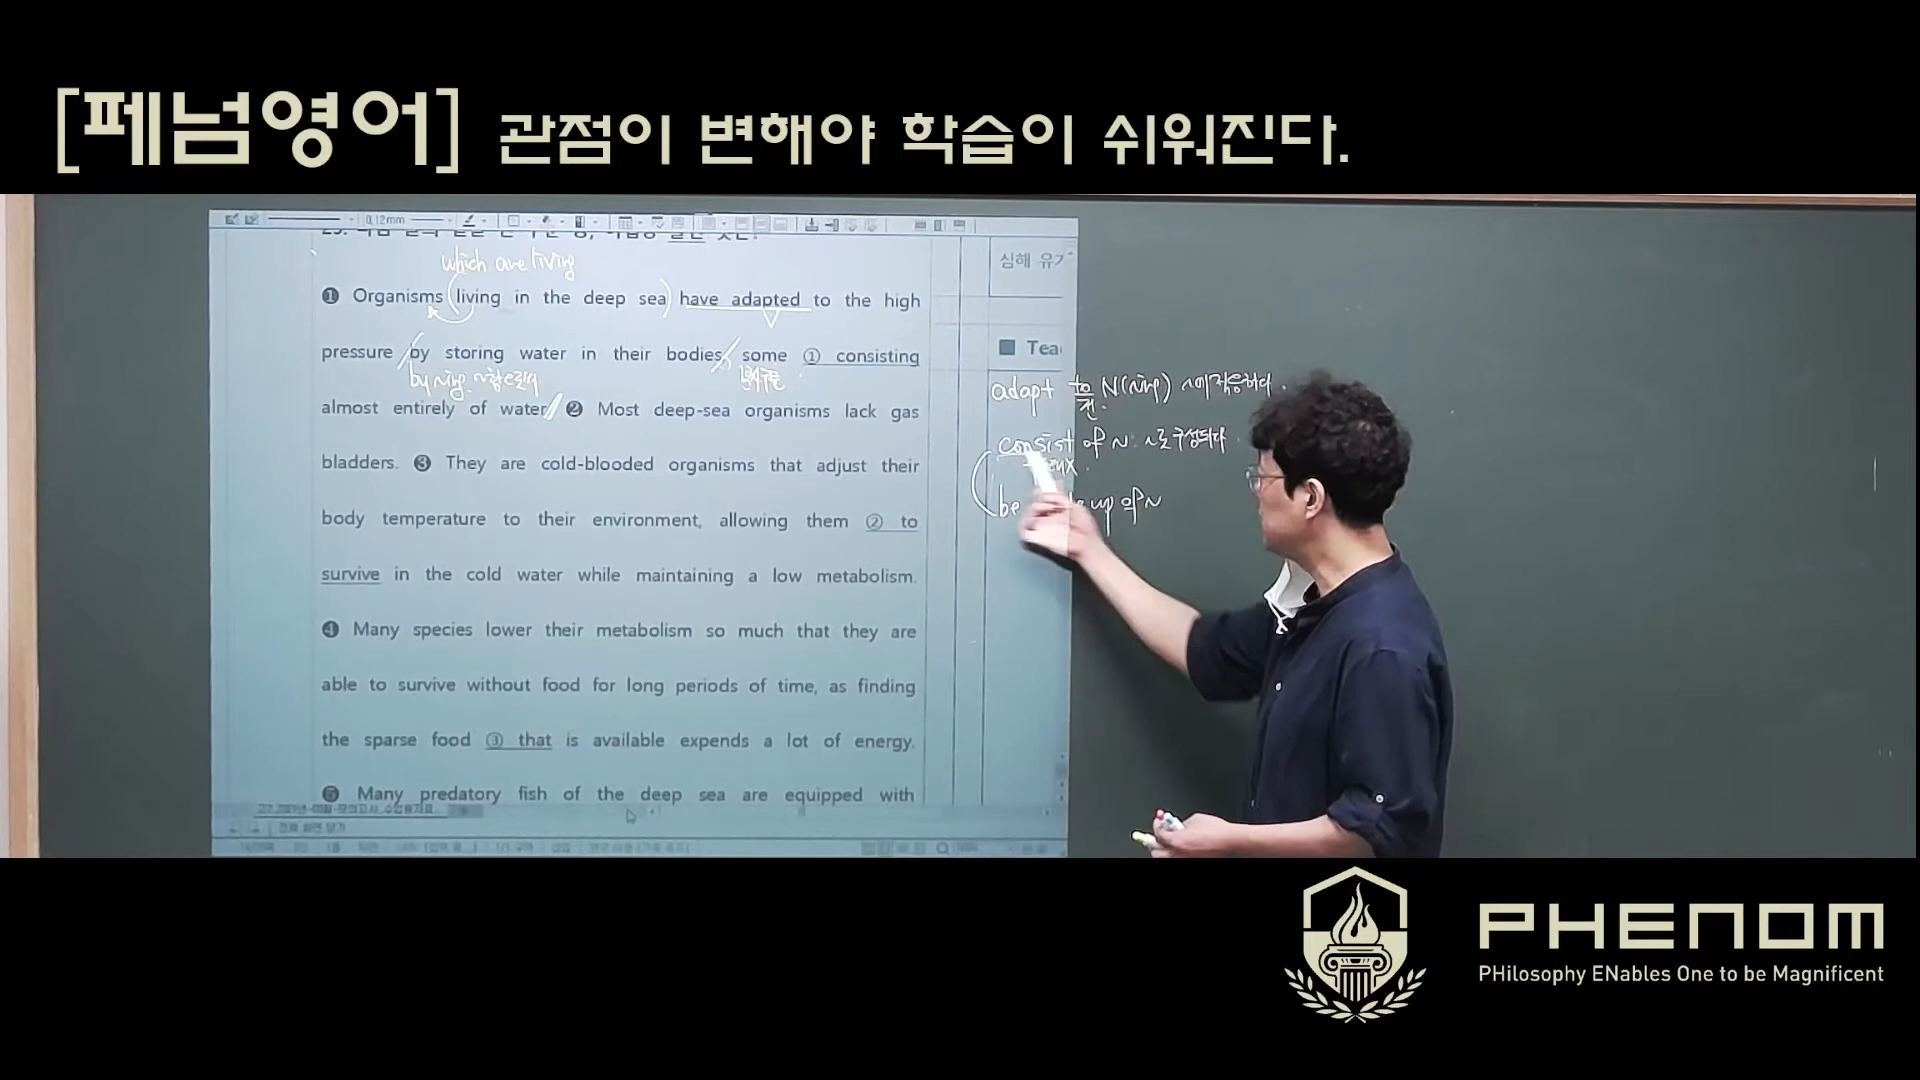 [페넘영어] 관점이 변해야 학습이 쉬워진다.
0.12mm
which are living
심해 유기
❶ Organisms (living in the deep sea) have adapted to the high
pressure by storing water in their bodies, some ① consisting
by ~ing ~함으로써
분사구문
almost entirely of water. ❷ Most deep-sea organisms lack gas
bladders. ❸ They are cold-blooded organisms that adjust their
body temperature to their environment, allowing them ② to
survive in the cold water while maintaining a low metabolism.
❹ Many species lower their metabolism so much that they are
able to survive without food for long periods of time, as finding
the sparse food ③ that is available expends a lot of energy.
❺ Many predatory fish of the deep sea are equipped with
■ Tea
adapt to N(~ing) ~에 적응하다.
전
consist of ~ : ~로 구성되다.
be up of ~
PHENOM
PHilosophy ENables One to be Magnificent